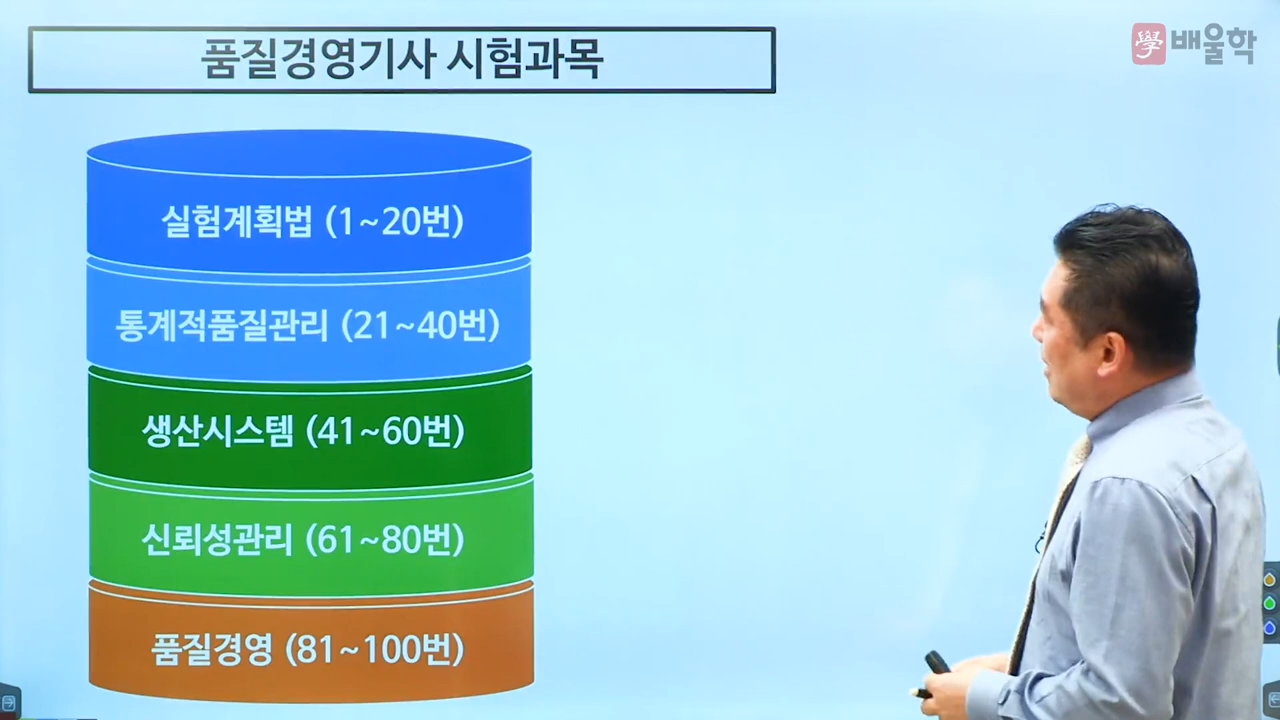 품질경영기사 시험과목
學 배울학
실험계획법 (1~20번)
통계적품질관리 (21~40번)
생산시스템 (41~60번)
신뢰성관리 (61~80번)
품질경영 (81~100번)